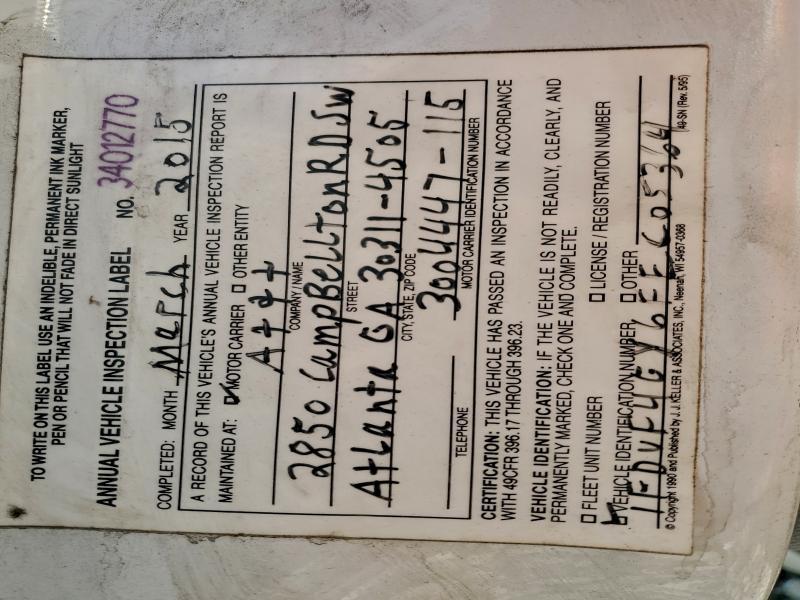 TO WRITE ON THIS LABEL USE AN INDELIBLE, PERMANENT INK MARKER,
PEN OR PENCIL THAT WILL NOT FADE IN DIRECT SUNLIGHT
ANNUAL VEHICLE INSPECTION LABEL NO. 34012770
COMPLETED: MONTH March YEAR 2015
A RECORD OF THIS VEHICLE'S ANNUAL VEHICLE INSPECTION REPORT IS
MAINTAINED AT: ☑ MOTOR CARRIER ☐ OTHER ENTITY
At&t
COMPANY NAME
2850 CampBellton RD SW
STREET
Atlanta GA 30311-4505
CITY, STATE, ZIP CODE
3004447-115
TELEPHONE MOTOR CARRIER IDENTIFICATION NUMBER
CERTIFICATION: THIS VEHICLE HAS PASSED AN INSPECTION IN ACCORDANCE
WITH 49CFR 396.17 THROUGH 396.23.
VEHICLE IDENTIFICATION: IF THE VEHICLE IS NOT READILY, CLEARLY, AND
PERMANENTLY MARKED, CHECK ONE AND COMPLETE.
☐ FLEET UNIT NUMBER ☐ LICENSE / REGISTRATION NUMBER
☑ VEHICLE IDENTIFICATION NUMBER ☐ OTHER
© Copyright 1990 and Published by J. J. KELLER & ASSOCIATES, INC., Neenah, WI 54957-0368 49-SN (Rev. 5/95)